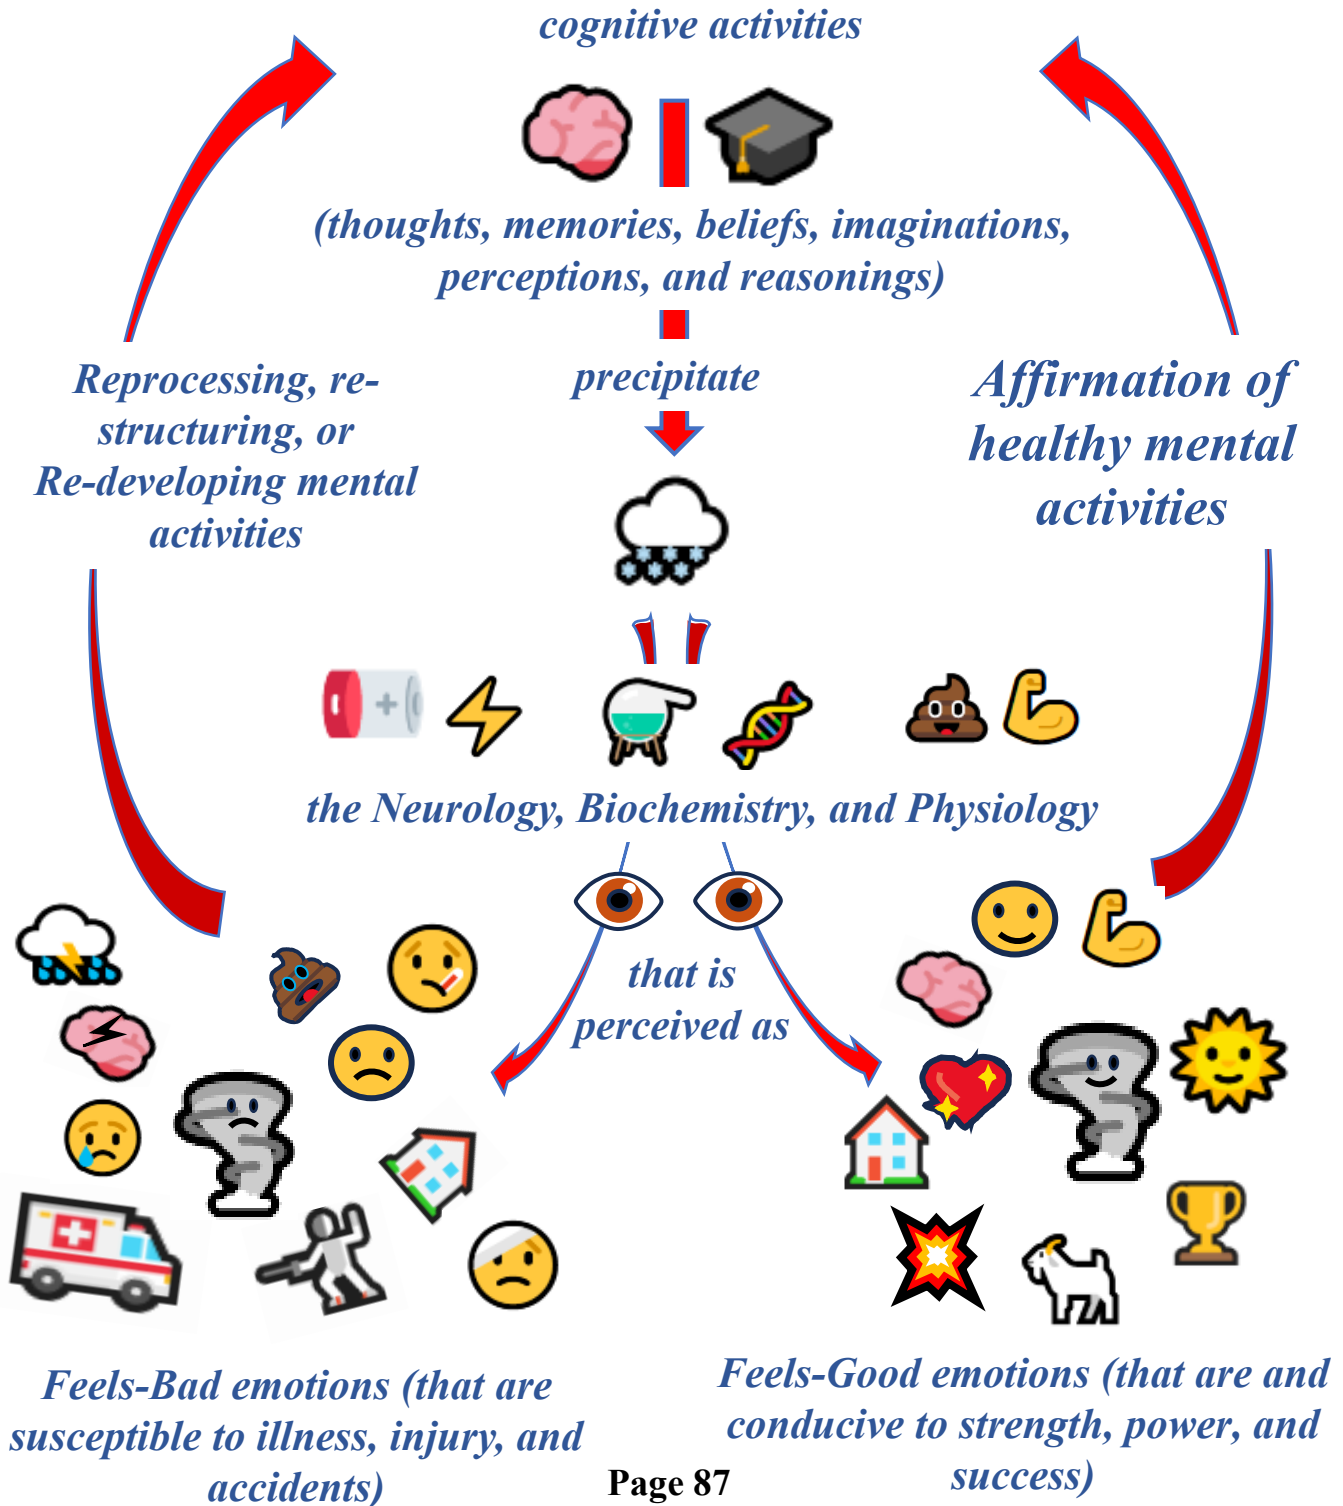 cognitive activities
(thoughts, memories, beliefs, imaginations,
perceptions, and reasonings)
precipitate
Reprocessing, re-
structuring, or
Re-developing mental
activities
Affirmation of
healthy mental
activities
the Neurology, Biochemistry, and Physiology
that is
perceived as
Feels-Bad emotions (that are
susceptible to illness, injury, and
accidents)
Feels-Good emotions (that are and
conducive to strength, power, and
success)
Page 87